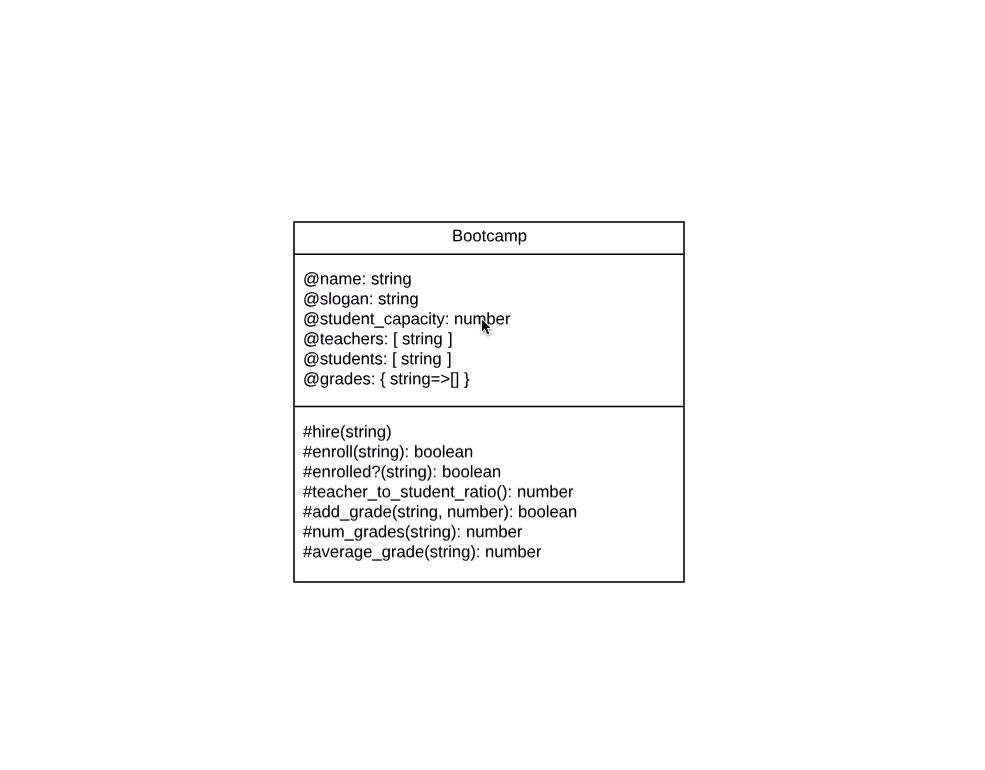 Bootcamp
@name: string
@slogan: string
@student_capacity: number
@teachers: [ string ]
@students: [ string ]
@grades: { string=>[] }
#hire(string)
#enroll(string): boolean
#enrolled?(string): boolean
#teacher_to_student_ratio(): number
#add_grade(string, number): boolean
#num_grades(string): number
#average_grade(string): number